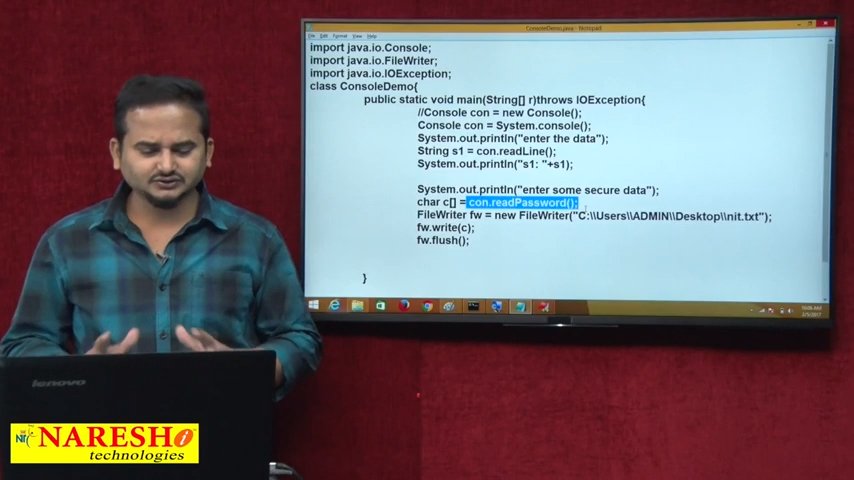 ConsoleDemo.java - Notepad
File Edit Format View Help
import java.io.Console;
import java.io.FileWriter;
import java.io.IOException;
class ConsoleDemo{
public static void main(String[] r)throws IOException{
//Console con = new Console();
Console con = System.console();
System.out.println("enter the data");
String s1 = con.readLine();
System.out.println("s1: "+s1);
System.out.println("enter some secure data");
char c[] = con.readPassword();
FileWriter fw = new FileWriter("C:\\Users\\ADMIN\\Desktop\\nit.txt");
fw.write(c);
fw.flush();
}
2/5/2017
lenovo
NARESH i
technologies